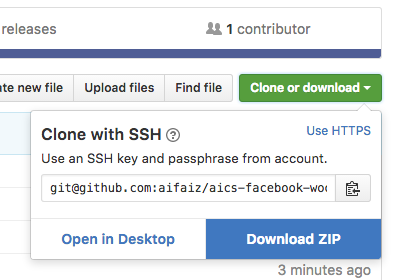 releases
1 contributor
ate new file
Upload files
Find file
Clone or download
Clone with SSH
Use HTTPS
Use an SSH key and passphrase from account.
git@github.com:aifaiz/aics-facebook-woo
Open in Desktop
Download ZIP
3 minutes ago